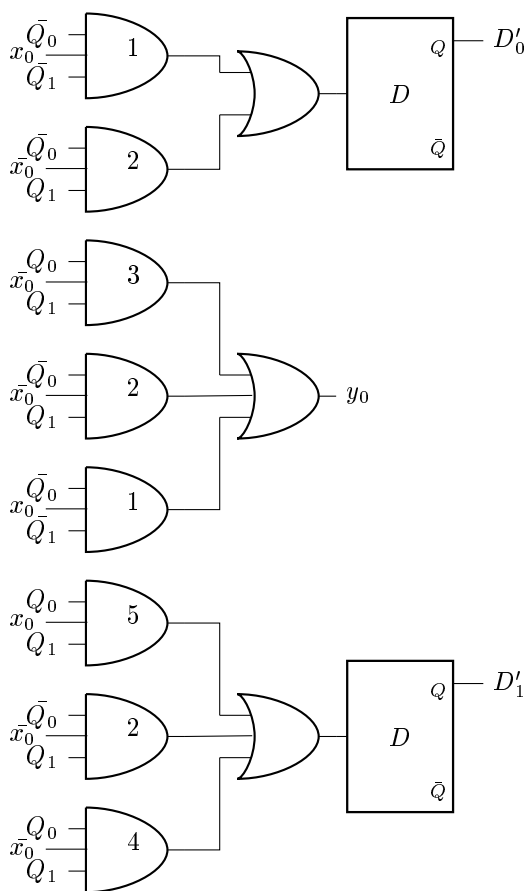 Q̄₀
x₀
Q̄₁
1
Q̄₀
x̄₀
Q₁
2
D
Q
Q̄
D′₀
Q₀
x̄₀
Q₁
3
Q̄₀
x̄₀
Q₁
2
Q̄₀
x₀
Q̄₁
1
y₀
Q₀
x₀
Q₁
5
Q̄₀
x̄₀
Q₁
2
Q₀
x̄₀
Q₁
4
D
Q
Q̄
D′₁